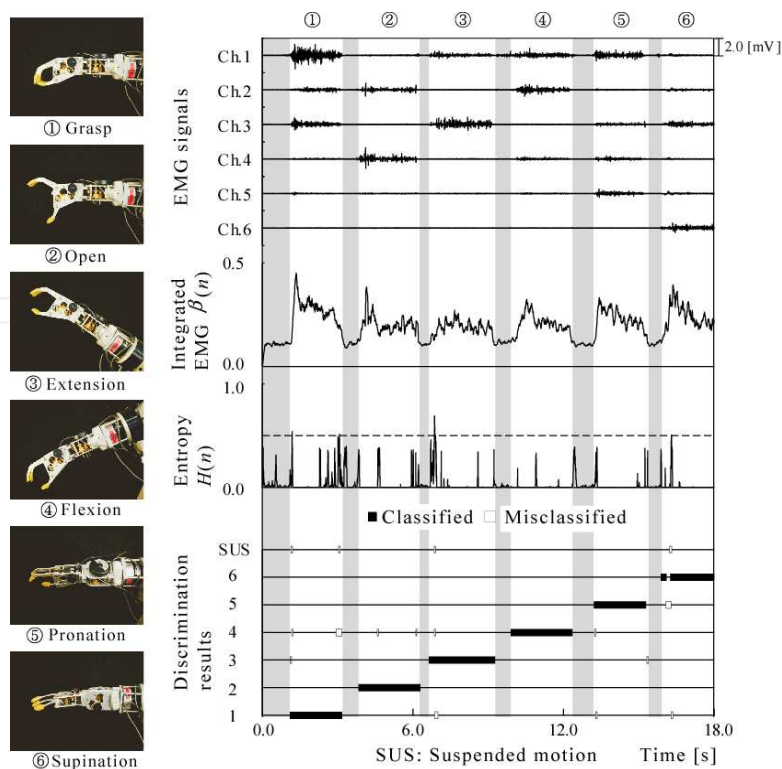 ① ② ③ ④ ⑤ ⑥
2.0 [mV]
Ch.1
Ch.2
Ch.3
Ch.4
Ch.5
Ch.6
EMG signals
① Grasp
② Open
③ Extension
④ Flexion
⑤ Pronation
⑥ Supination
0.5
0.0
Integrated
EMG β(n)
1.0
0.0
Entropy
H(n)
Classified Misclassified
SUS
6
5
4
3
2
1
Discrimination
results
0.0 6.0 12.0 18.0
SUS: Suspended motion Time [s]